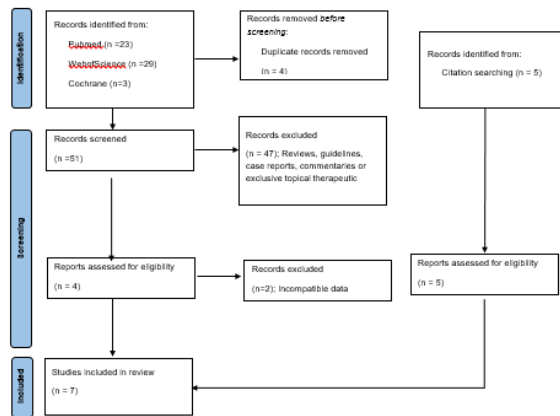 Identification
Records identified from:
Pubmed (n =23)
WebofScience (n =29)
Cochrane (n=3)
Records removed before
screening:
Duplicate records removed
(n = 4)
Records identified from:
Citation searching (n = 5)
Screening
Records screened
(n =51)
Records excluded
(n = 47); Reviews, guidelines,
case reports, commentaries or
exclusive topical therapeutic
Reports assessed for eligibility
(n = 4)
Records excluded
(n=2); Incompatible data
Reports assessed for eligibility
(n = 5)
Included
Studies included in review
(n = 7)